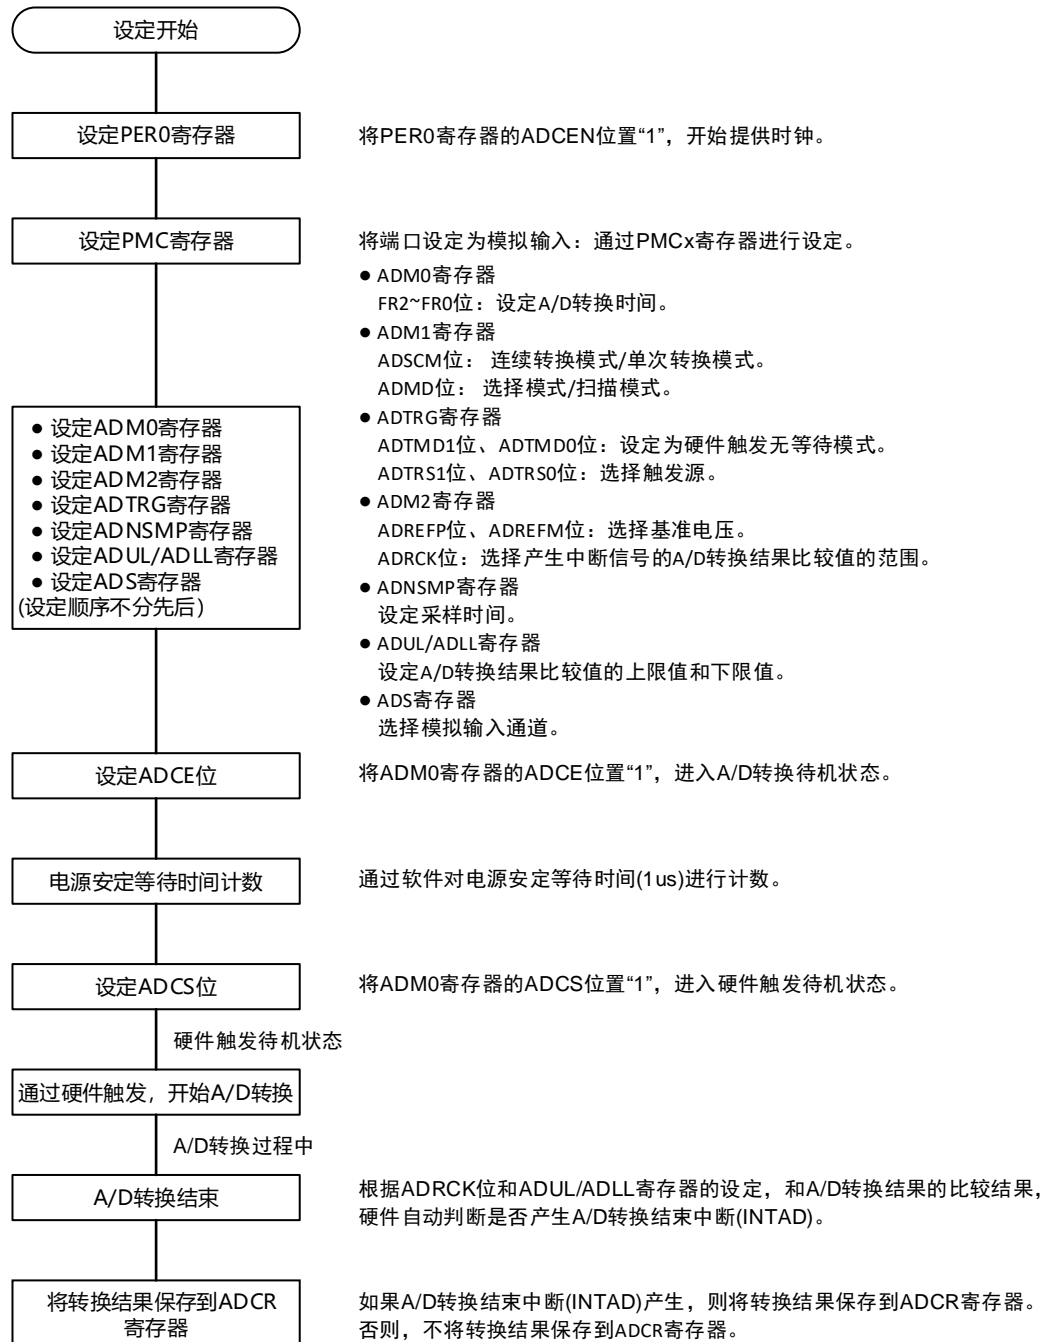 设定开始
设定PER0寄存器
将PER0寄存器的ADCEN位置“1”，开始提供时钟。
设定PMC寄存器
将端口设定为模拟输入：通过PMCx寄存器进行设定。
● 设定ADM0寄存器
● 设定ADM1寄存器
● 设定ADM2寄存器
● 设定ADTRG寄存器
● 设定ADNSMP寄存器
● 设定ADUL/ADLL寄存器
● 设定ADS寄存器
(设定顺序不分先后）
● ADM0寄存器
FR2~FR0位：设定A/D转换时间。
● ADM1寄存器
ADSCM位： 连续转换模式/单次转换模式。
ADMD位： 选择模式/扫描模式。
● ADTRG寄存器
ADTMD1位、ADTMD0位：设定为硬件触发无等待模式。
ADTRS1位、ADTRS0位：选择触发源。
● ADM2寄存器
ADREFP位、ADREFM位：选择基准电压。
ADRCK位：选择产生中断信号的A/D转换结果比较值的范围。
● ADNSMP寄存器
设定采样时间。
● ADUL/ADLL寄存器
设定A/D转换结果比较值的上限值和下限值。
● ADS寄存器
选择模拟输入通道。
设定ADCE位
将ADM0寄存器的ADCE位置“1”，进入A/D转换待机状态。
电源安定等待时间计数
通过软件对电源安定等待时间(1us)进行计数。
设定ADCS位
将ADM0寄存器的ADCS位置“1”，进入硬件触发待机状态。
硬件触发待机状态
通过硬件触发，开始A/D转换
A/D转换过程中
A/D转换结束
根据ADRCK位和ADUL/ADLL寄存器的设定，和A/D转换结果的比较结果，
硬件自动判断是否产生A/D转换结束中断(INTAD)。
将转换结果保存到ADCR
寄存器
如果A/D转换结束中断(INTAD)产生，则将转换结果保存到ADCR寄存器。
否则，不将转换结果保存到ADCR寄存器。